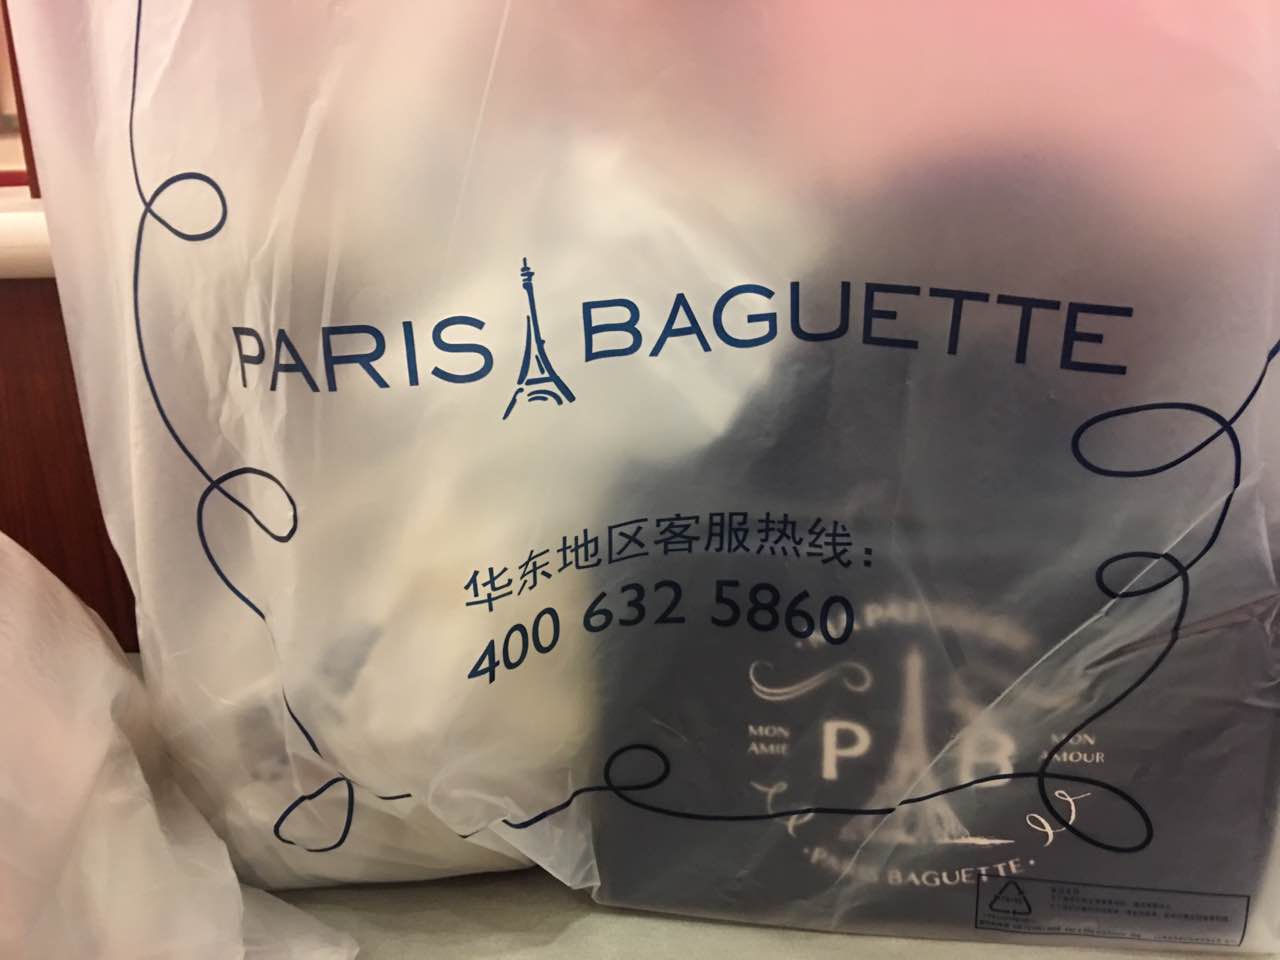 PARIS BAGUETTE
华东地区客服热线：
400 632 5860
MON AMIE
P B
MON AMOUR
·PARIS BAGUETTE·